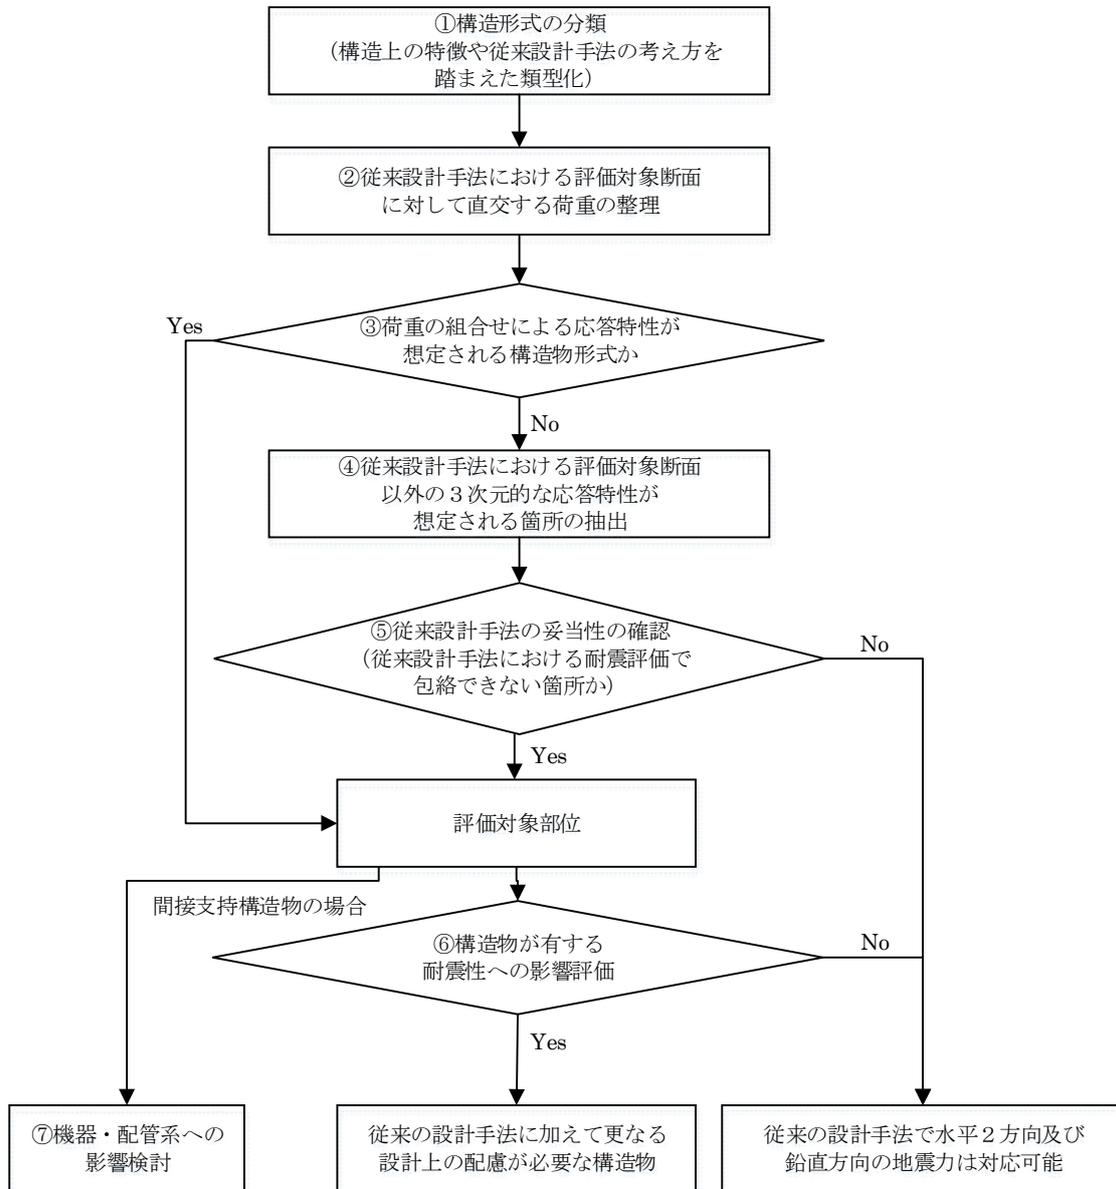 ①構造形式の分類
（構造上の特徴や従来設計手法の考え方を
踏まえた類型化）
②従来設計手法における評価対象断面
に対して直交する荷重の整理
③荷重の組合せによる応答特性が
想定される構造物形式か
Yes
No
④従来設計手法における評価対象断面
以外の３次元的な応答特性が
想定される箇所の抽出
⑤従来設計手法の妥当性の確認
（従来設計手法における耐震評価で
包絡できない箇所か）
No
Yes
評価対象部位
間接支持構造物の場合
⑥構造物が有する
耐震性への影響評価
No
Yes
⑦機器・配管系への
影響検討
従来の設計手法に加えて更なる
設計上の配慮が必要な構造物
従来の設計手法で水平２方向及び
鉛直方向の地震力は対応可能